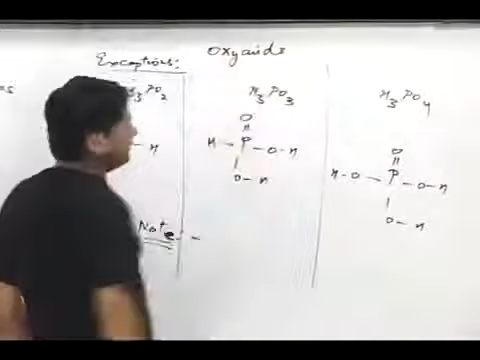 Oxyacids
Exceptions:
H3PO2
H3PO3
H3PO4
O
||
H - P - O - H
|
O - H
O
||
H - O - P - O - H
|
O - H
- H
Note: -